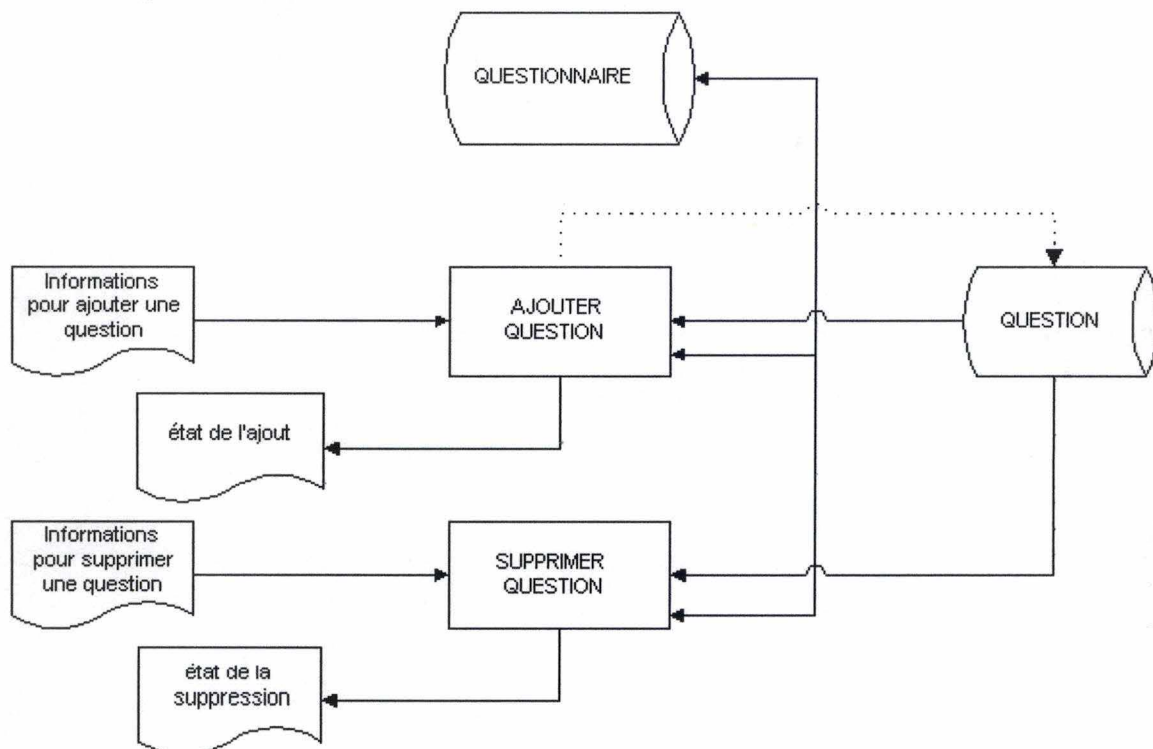 QUESTIONNAIRE
Informations
pour ajouter une
question
AJOUTER
QUESTION
QUESTION
état de l'ajout
Informations
pour supprimer
une question
SUPPRIMER
QUESTION
état de la
suppression